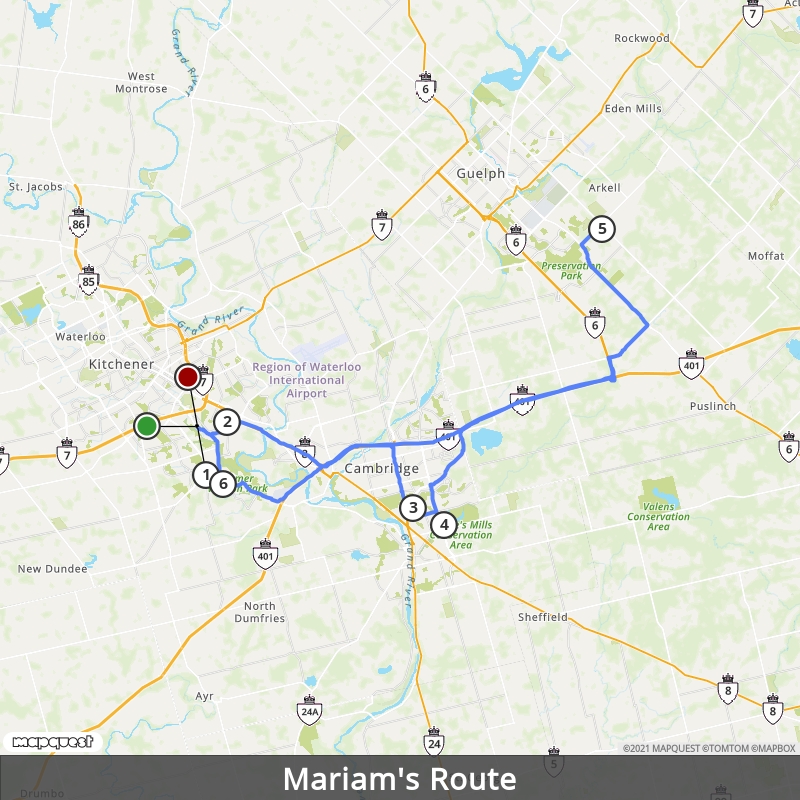 7
Act
Rockwood
Grand River
West
Montrose
6
Eden Mills
Guelph
St. Jacobs
Arkell
86
7
6
5
Moffat
Preservation
Park
85
Grand River
6
Waterloo
Kitchener
Region of Waterloo
International
Airport
401
7
401
Puslinch
2
7
8
401
6
Cambridge
1
6
3
4
's Mills
Conservation
Area
Valens
Conservation
Area
401
Grand River
New Dundee
North
Dumfries
Sheffield
Ayr
8
24A
8
24
mapquest
©2021 MAPQUEST ©TOMTOM ©MAPBOX
5
Mariam's Route
Drumbo